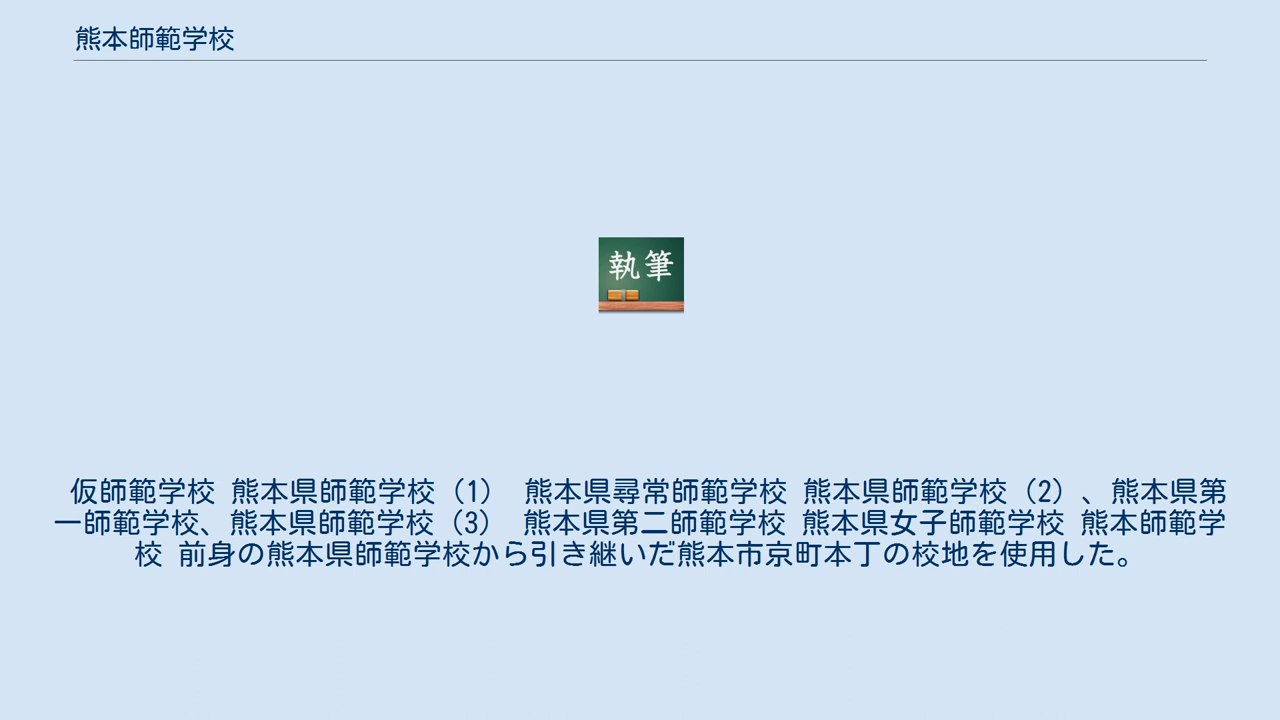 熊本師範学校
執筆
仮師範学校 熊本県師範学校（1） 熊本県尋常師範学校 熊本県師範学校（2）、熊本県第
一師範学校、熊本県師範学校（3） 熊本県第二師範学校 熊本県女子師範学校 熊本師範学
校 前身の熊本県師範学校から引き継いだ熊本市京町本丁の校地を使用した。